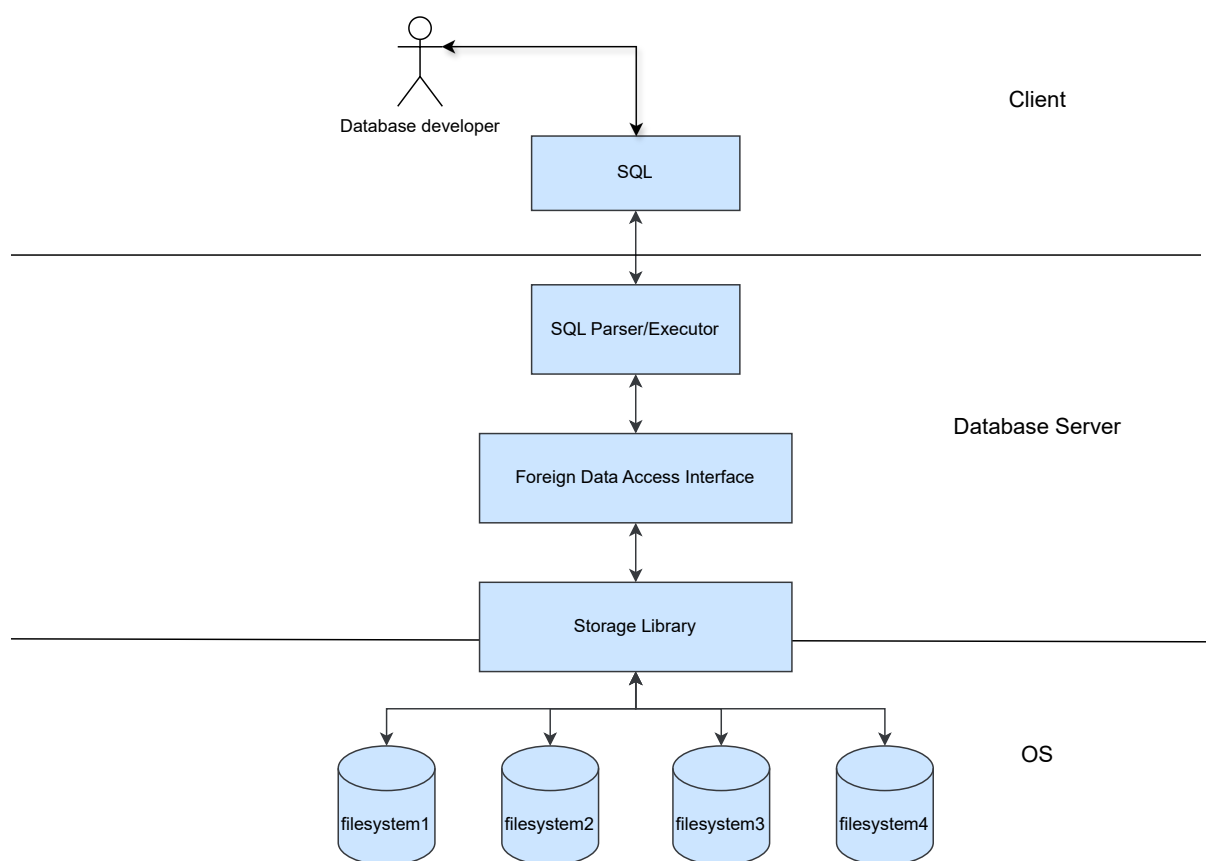 Client
Database developer
SQL
SQL Parser/Executor
Database Server
Foreign Data Access Interface
Storage Library
OS
filesystem1
filesystem2
filesystem3
filesystem4